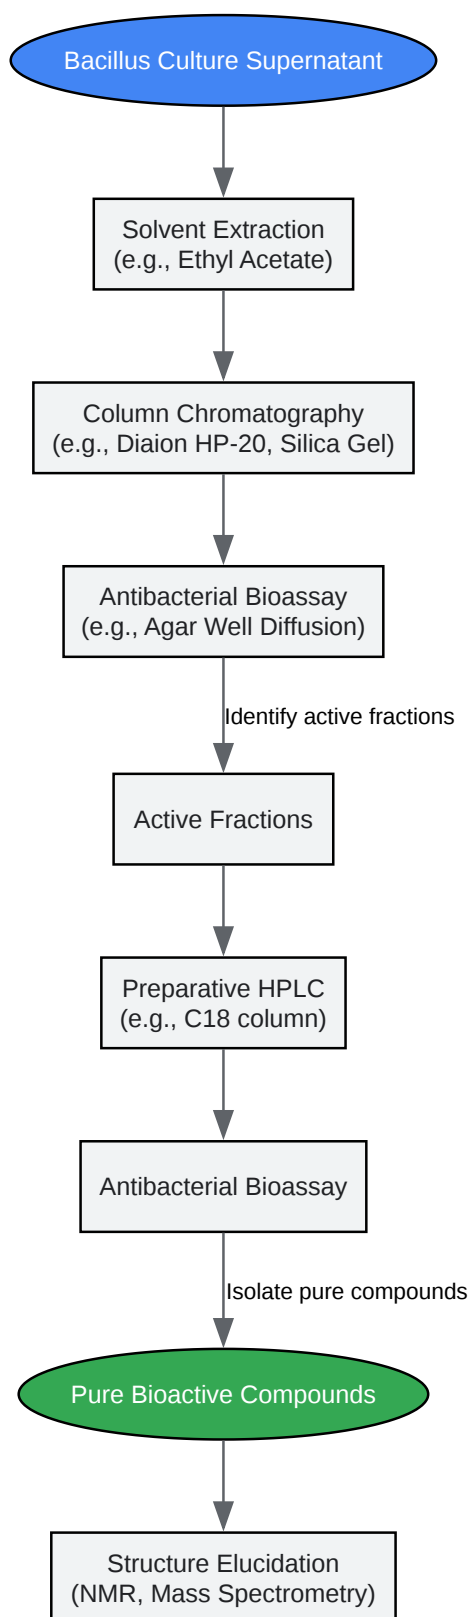 Bacillus Culture Supernatant
Solvent Extraction
(e.g., Ethyl Acetate)
Column Chromatography
(e.g., Diaion HP-20, Silica Gel)
Antibacterial Bioassay
(e.g., Agar Well Diffusion)
Identify active fractions
Active Fractions
Preparative HPLC
(e.g., C18 column)
Antibacterial Bioassay
Isolate pure compounds
Pure Bioactive Compounds
Structure Elucidation
(NMR, Mass Spectrometry)